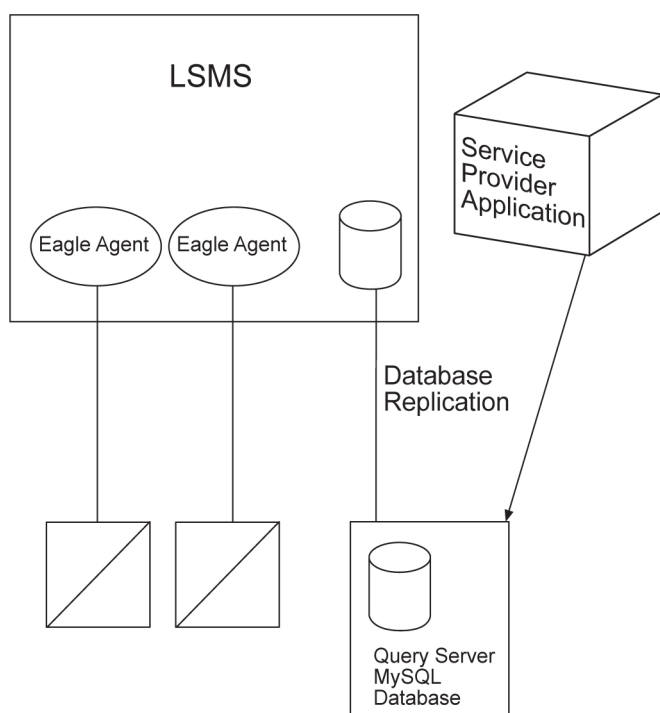 LSMS
Service
Provider
Application
Eagle Agent
Eagle Agent
Database
Replication
Query Server
MySQL
Database